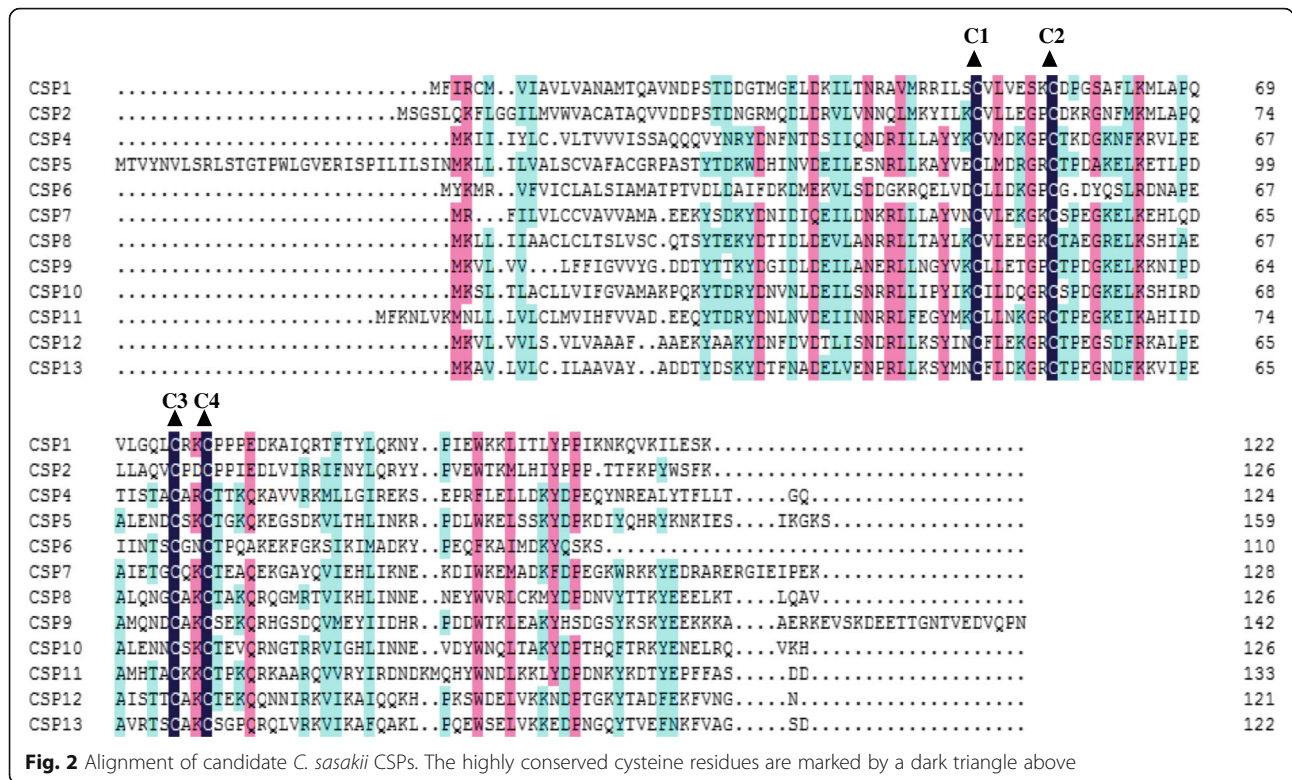 C1 C2
CSP1 ............................MFIRCM..VIAVLVANAMTQAVNDPSTDDGTMGELDKILTNRAVMRRILSCVLVESKCDPGSAFLKMLAPQ 69
CSP2 ..........................MSGSLQKFLGGILMVWVACATAQVVDDPSTDNGRMQDLDRVLVNNQLMKYILKCVLLEGPCDKRGNFMKMLAPQ 74
CSP4 ..............................MKII.IYLC.VLTVVVISSAQQQVYNRYDNFNTDSIIQNDRILLAYYKCVMDKGPCTKDGKNFKRVLPE 67
CSP5 MTVYNVLSRLSTGTPWLGVERISPILILSINMKLL.ILVALSCVAFACGRPASTYTDKWDHINVDEILESNRLLKAYVECLMDRGRCTPDAKELKETLPD 99
CSP6 .............................MYKMR..VFVICLALSIAMATPTVDLDAIFDKDMEKVLSDDGKRQELVDCLLDKGPCG.DYQSLRDNAPE 67
CSP7 ..............................MR...FILVLCCVAVVAMA.EEKYSDKYDNIDIQEILDNKRLLLAYVNCVLEKGKCSPEGKELKEHLQD 65
CSP8 ..............................MKLL.IIAACLCLTSLVSC.QTSYTEKYDTIDLDEVLANRRLLTAYLKCVLEEGKCTAEGRELKSHIAE 67
CSP9 ..............................MKVL.VV...LFFIGVVYG.DDTYTTKYDGIDLDEILANERLLNGYVKCLLETGPCTPDGKELKKNIPD 64
CSP10 ..............................MKSL.TLACLLVIFGVAMAKPQKYTDRYDNVNLDEILSNRRLLIPYIKCILDQGRCSPDGKELKSHIRD 68
CSP11 ........................MFKNLVKMNLL.LVLCLMVIHFVVAD.EEQYTDRYDNLNVDEIINNRRLFEGYMKCLLNKGRCTPEGKEIKAHIID 74
CSP12 ..............................MKVL.VVLS.VLVAAAF..AAEKYAAKYDNFDVDTLISNDRLLKSYINCFLEKGRCTPEGSDFRKALPE 65
CSP13 ..............................MKAV.LVLC.ILAAVAY..ADDTYDSKYDTFNADELVENPRLLKSYMNCFLDKGRCTPEGNDFKKVIPE 65
C3 C4
CSP1 VLGQLCRKCPPPEDKAIQRTFTYLQKNY..PIEWKKLITLYPPIKNKQVKILESK................... 122
CSP2 LLAQVCPDCPPIEDLVIRRIFNYLQRYY..PVEWTKMLHIYPPP.TTFKPYWSFK................... 126
CSP4 TISTACARCTTKQKAVVRKMLLGIREKS..EPRFLELLDKYDPEQYNREALYTFLLT....GQ........... 124
CSP5 ALENDCSKCTGKQKEGSDKVLTHLINKR..PDLWKELSSKYDPKDIYQHRYKNKIES....IKGKS........ 159
CSP6 IINTSCGNCTPQAKEKFGKSIKIMADKY..PEQFKAIMDKYQSKS............................. 110
CSP7 AIETGCQKCTEAQEKGAYQVIEHLIKNE..KDIWKEMADKFDPEGKWRKKYEDRARERGIEIPEK......... 128
CSP8 ALQNGCAKCTAKQRQGMRTVIKHLINNE..NEYWVRLCKMYDPDNVYTTKYEEELKT....LQAV......... 126
CSP9 AMQNDCAKCSEKQRHGSDQVMEYIIDHR..PDDWTKLEAKYHSDGSYKSKYEEKKKA....AERKEVSKDEETTGNTVEDVQPN 142
CSP10 ALENNCSKCTEVQRNGTRRVIGHLINNE..VDYWNQLTAKYDPTHQFTRKYENELRQ....VKH.......... 126
CSP11 AMHTACKKCTPKQRKAARQVVRYIRDNDKMQHYWNDLKKLYDPDNKYKDTYEPFFAS....DD........... 133
CSP12 AISTTCAKCTEKQQNNIRKVIKAIQQKH..PKSWDELVKKNDPTGKYTADFEKFVNG....N............ 121
CSP13 AVRTSCAKCSGPQRQLVRKVIKAFQAKL..PQEWSELVKKEDPNGQYTVEFNKFVAG....SD........... 122
Fig. 2 Alignment of candidate C. sasakii CSPs. The highly conserved cysteine residues are marked by a dark triangle above